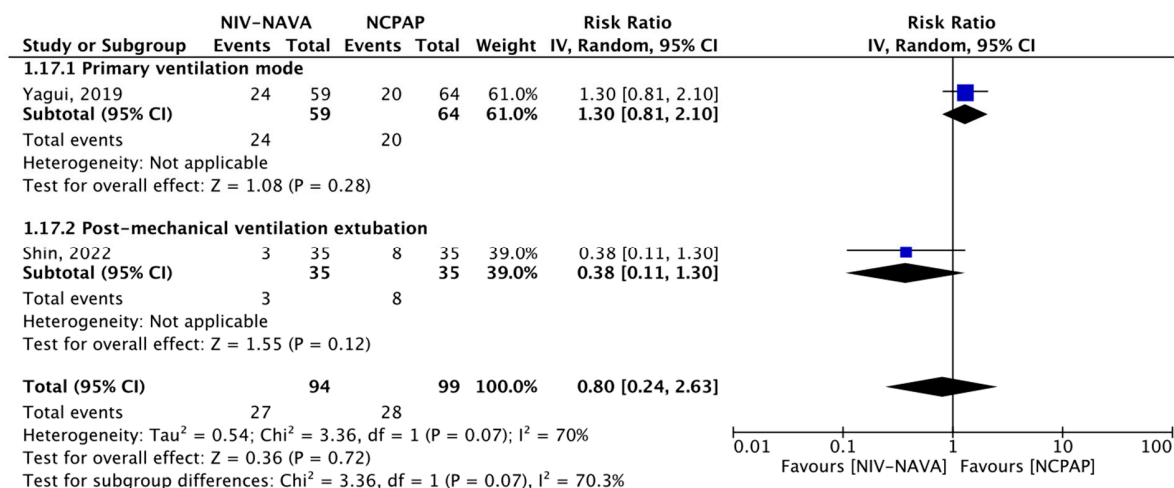 NIV-NAVA NCPAP Risk Ratio Risk Ratio
Study or Subgroup Events Total Events Total Weight IV, Random, 95% CI IV, Random, 95% CI
1.17.1 Primary ventilation mode
Yagui, 2019 24 59 20 64 61.0% 1.30 [0.81, 2.10]
Subtotal (95% CI) 59 64 61.0% 1.30 [0.81, 2.10]
Total events 24 20
Heterogeneity: Not applicable
Test for overall effect: Z = 1.08 (P = 0.28)
1.17.2 Post-mechanical ventilation extubation
Shin, 2022 3 35 8 35 39.0% 0.38 [0.11, 1.30]
Subtotal (95% CI) 35 35 39.0% 0.38 [0.11, 1.30]
Total events 3 8
Heterogeneity: Not applicable
Test for overall effect: Z = 1.55 (P = 0.12)
Total (95% CI) 94 99 100.0% 0.80 [0.24, 2.63]
Total events 27 28
Heterogeneity: Tau² = 0.54; Chi² = 3.36, df = 1 (P = 0.07); I² = 70%
Test for overall effect: Z = 0.36 (P = 0.72)
Test for subgroup differences: Chi² = 3.36, df = 1 (P = 0.07), I² = 70.3%
0.01 0.1 1 10 100
Favours [NIV-NAVA] Favours [NCPAP]